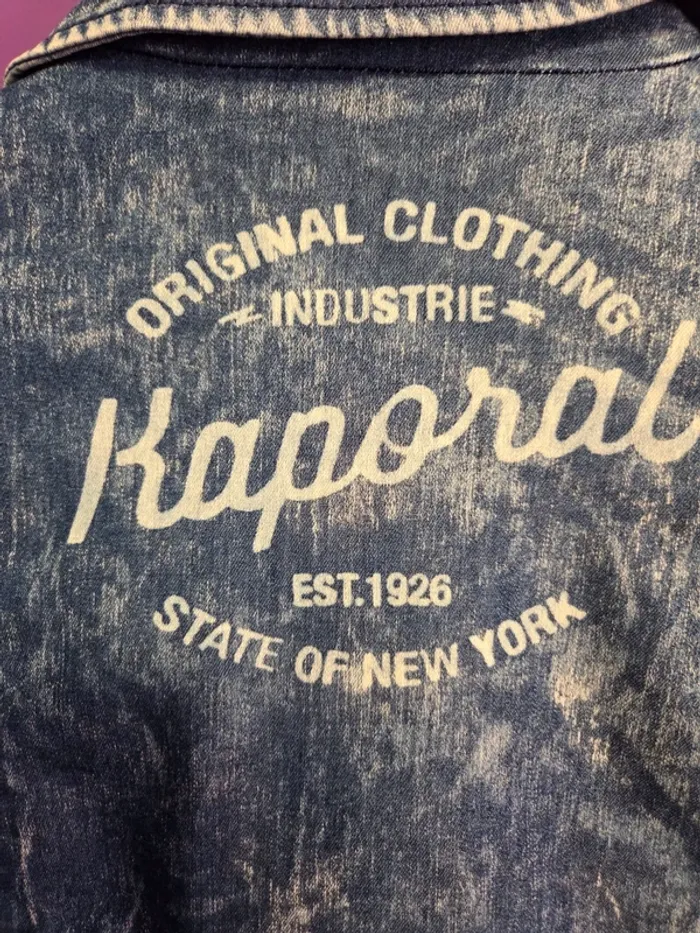 ORIGINAL CLOTHING
INDUSTRIE
Kaporal
EST.1926
STATE OF NEW YORK